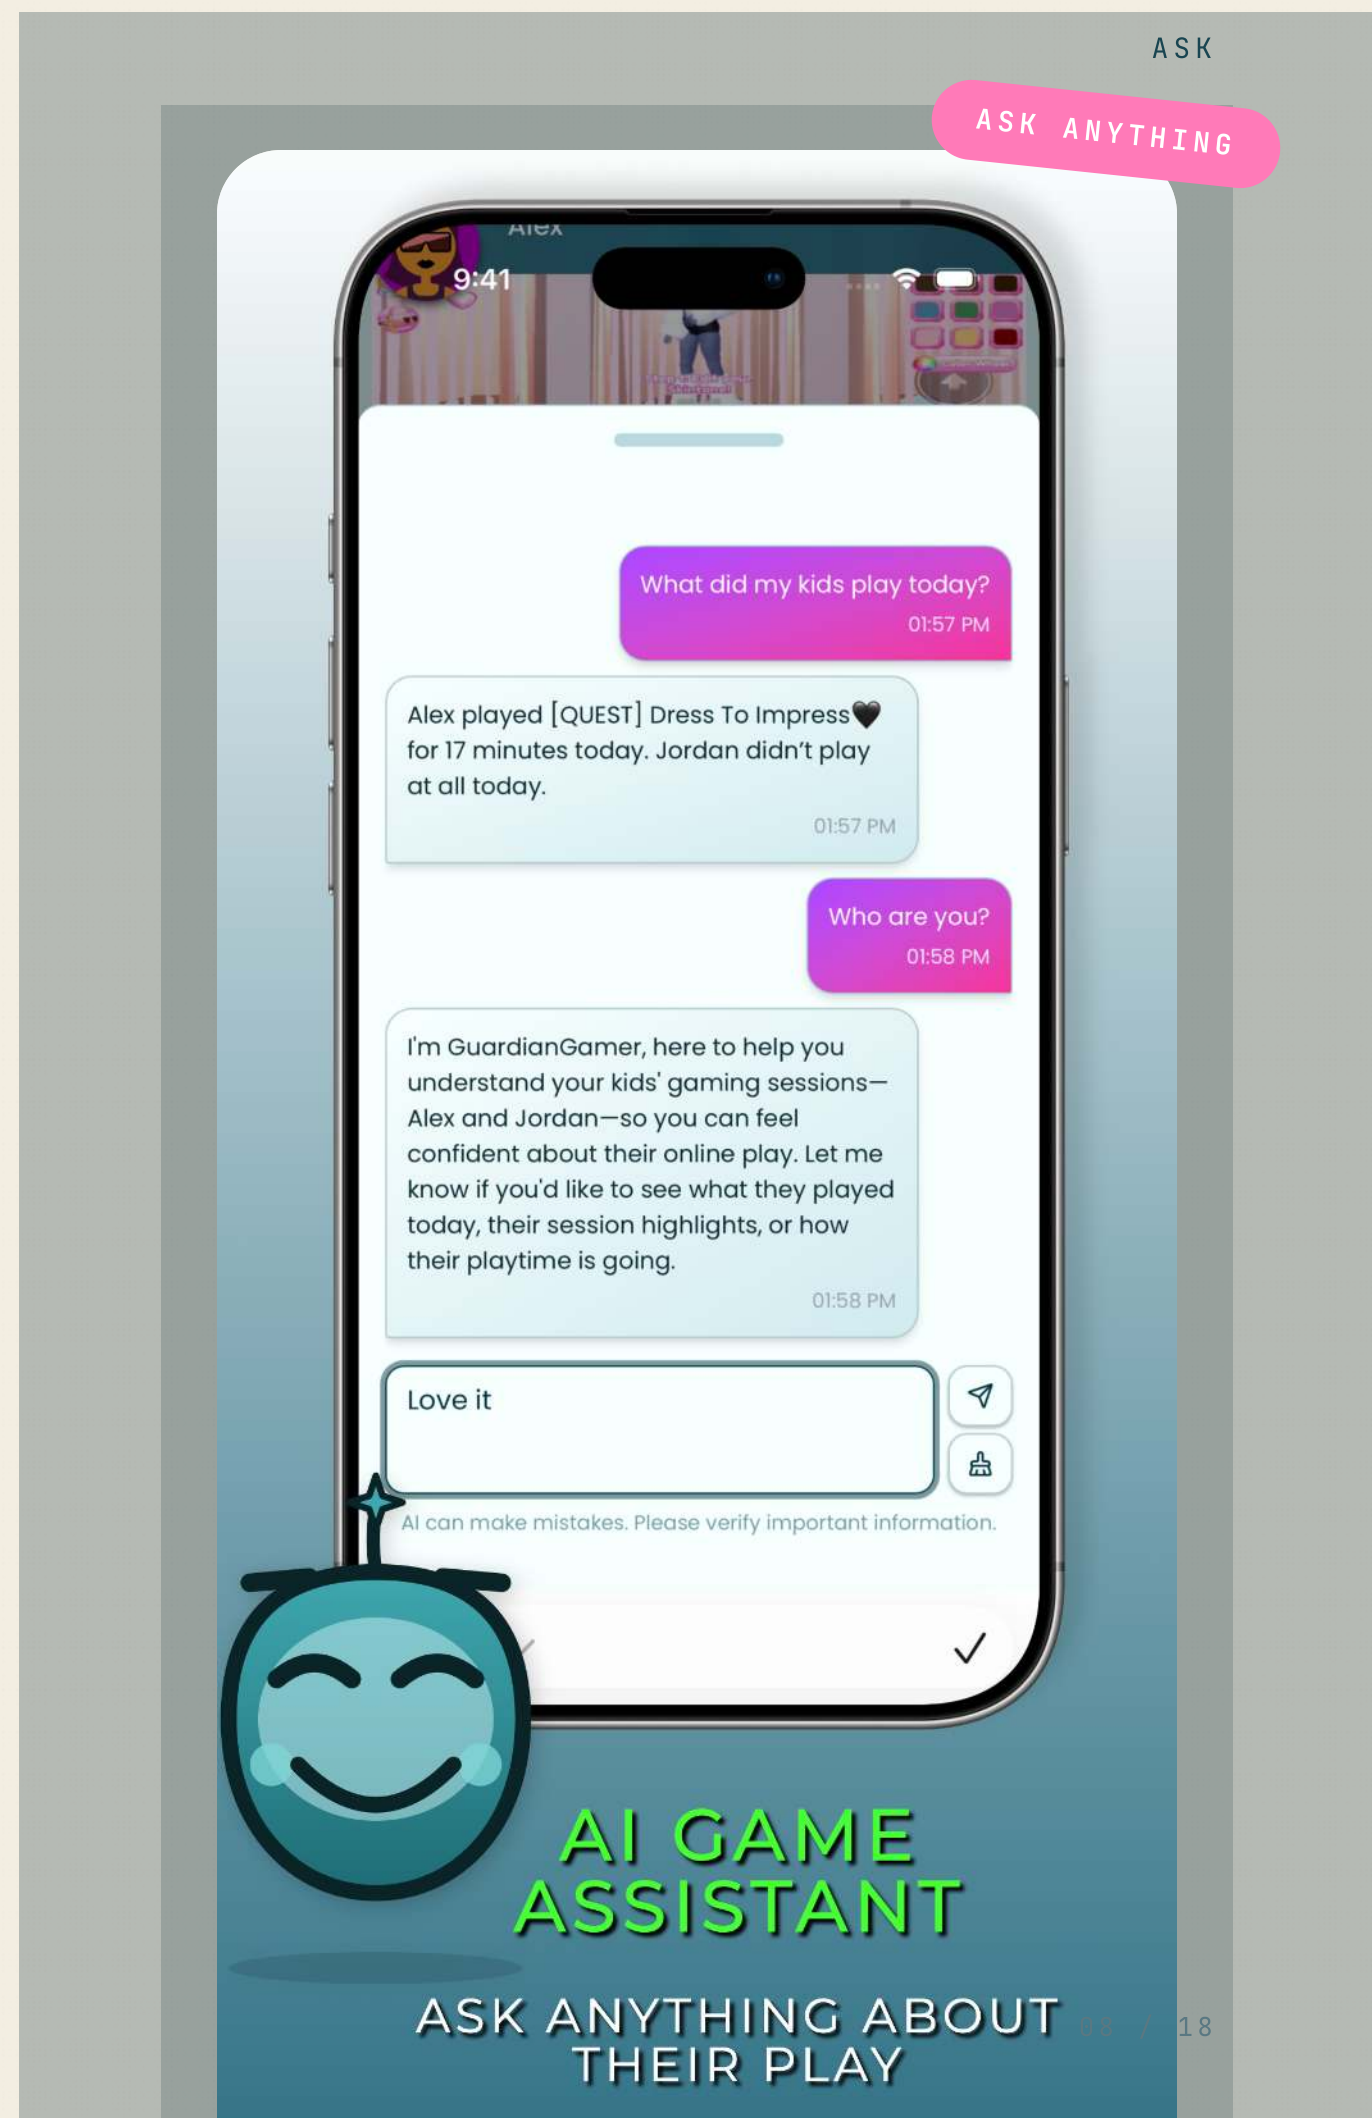 ASK
ASK ANYTHING
Alex
9:41
What did my kids play today?
01:57 PM
Alex played [QUEST] Dress To Impress🖤
for 17 minutes today. Jordan didn't play
at all today.
01:57 PM
Who are you?
01:58 PM
I'm GuardianGamer, here to help you
understand your kids' gaming sessions—
Alex and Jordan—so you can feel
confident about their online play. Let me
know if you'd like to see what they played
today, their session highlights, or how
their playtime is going.
01:58 PM
Love it
AI can make mistakes. Please verify important information.
AI GAME
ASSISTANT
ASK ANYTHING ABOUT
THEIR PLAY
08 / 18